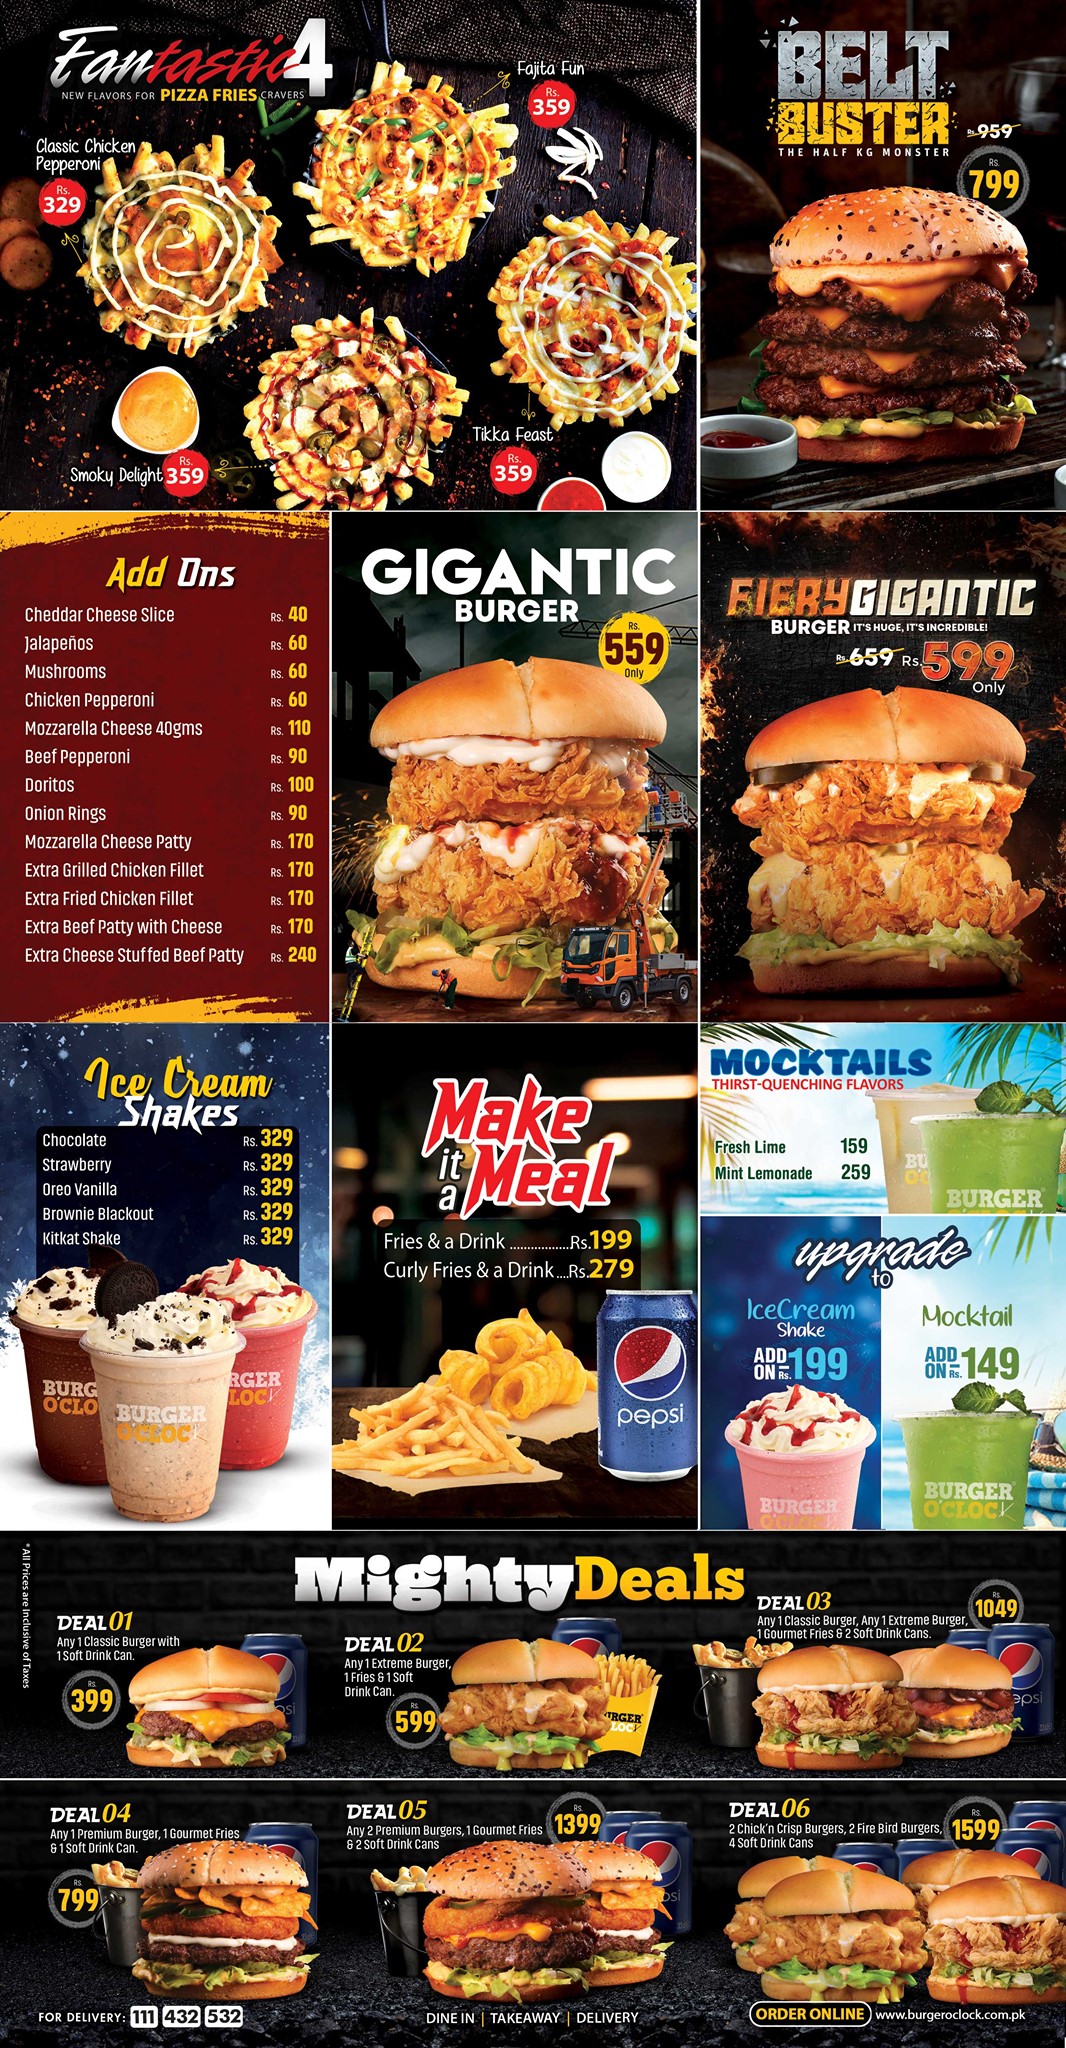 Fantastic 4
NEW FLAVORS FOR PIZZA FRIES CRAVERS
Classic Chicken
Pepperoni
Rs.
329
Fajita Fun
Rs.
359
Smoky Delight
Rs.
359
Tikka Feast
Rs.
359
BELT
BUSTER
THE HALF KG MONSTER
Rs. 959
Rs.
799
Add Ons
Cheddar Cheese Slice Rs. 40
Jalapeños Rs. 60
Mushrooms Rs. 60
Chicken Pepperoni Rs. 60
Mozzarella Cheese 40gms Rs. 110
Beef Pepperoni Rs. 90
Doritos Rs. 100
Onion Rings Rs. 90
Mozzarella Cheese Patty Rs. 170
Extra Grilled Chicken Fillet Rs. 170
Extra Fried Chicken Fillet Rs. 170
Extra Beef Patty with Cheese Rs. 170
Extra Cheese Stuffed Beef Patty Rs. 240
GIGANTIC
BURGER
Rs.
559
Only
FIERY GIGANTIC
BURGER IT'S HUGE, IT'S INCREDIBLE!
Rs. 659 Rs. 599
Only
Ice Cream
Shakes
Chocolate Rs. 329
Strawberry Rs. 329
Oreo Vanilla Rs. 329
Brownie Blackout Rs. 329
Kitkat Shake Rs. 329
BURG
O'CLO
BURGER
O'CLOCK
RGER
CLOCK
Make
it
a Meal
Fries & a Drink ..................Rs.199
Curly Fries & a Drink ....Rs.279
pepsi
MOCKTAILS
THIRST-QUENCHING FLAVORS
Fresh Lime 159
Mint Lemonade 259
BU
O'C
BURGER
upgrade
to
IceCream
Shake
ADD
ON Rs. 199
BURGER
Mocktail
ADD
ON Rs. 149
BURGER
O'CLOCK
*All Prices are Inclusive of Taxes
Mighty Deals
DEAL 01
Any 1 Classic Burger with
1 Soft Drink Can.
Rs.
399
psi
DEAL 02
Any 1 Extreme Burger,
1 Fries & 1 Soft
Drink Can.
Rs.
599
URGER
LOCK
DEAL 03
Any 1 Classic Burger, Any 1 Extreme Burger,
1 Gourmet Fries & 2 Soft Drink Cans.
Rs.
1049
epsi
DEAL 04
Any 1 Premium Burger, 1 Gourmet Fries
& 1 Soft Drink Can.
Rs.
799
DEAL 05
Any 2 Premium Burgers, 1 Gourmet Fries
& 2 Soft Drink Cans
Rs.
1399
psi
DEAL 06
2 Chick'n Crisp Burgers, 2 Fire Bird Burgers,
4 Soft Drink Cans
Rs.
1599
FOR DELIVERY: 111 432 532
DINE IN | TAKEAWAY | DELIVERY
ORDER ONLINE www.burgeroclock.com.pk